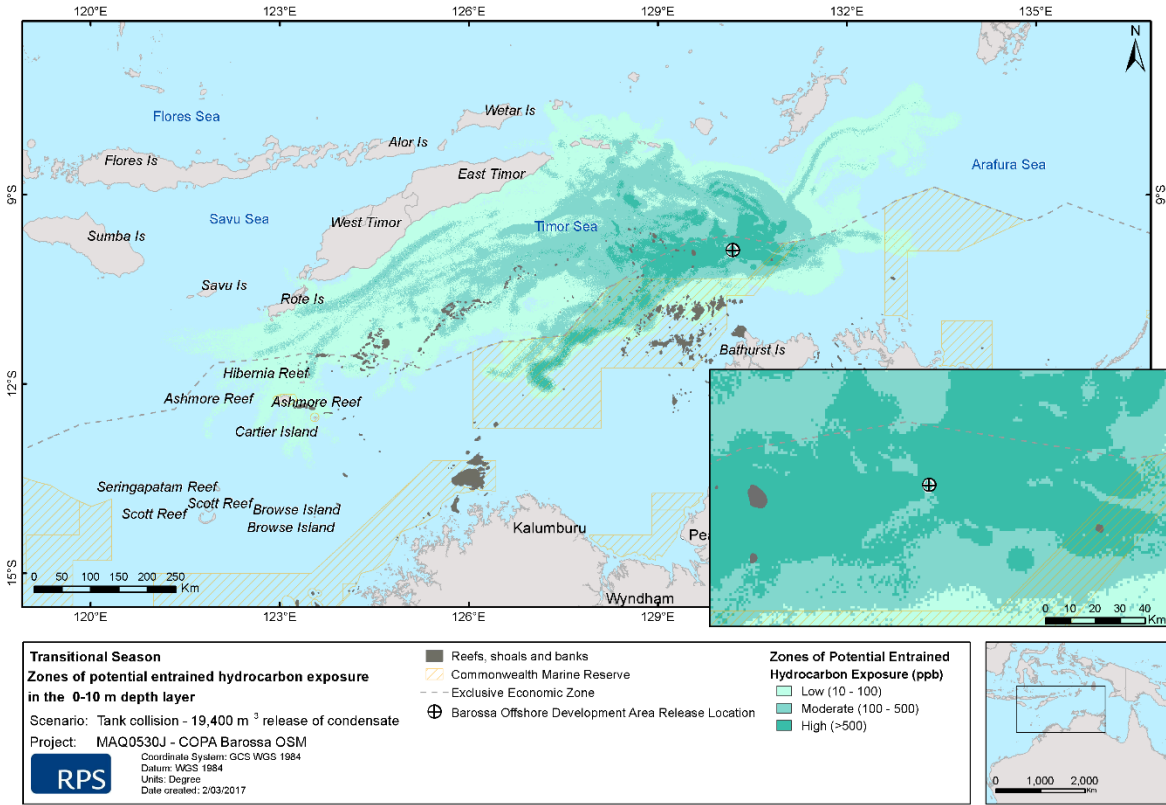 120°E 123°E 126°E 129°E 132°E 135°E
N
Flores Sea
Wetar Is
Alor Is
Flores Is
East Timor
Arafura Sea
9°S 9°S
Savu Sea
West Timor
Timor Sea
Sumba Is
Savu Is
Rote Is
Bathurst Is
Hibernia Reef
12°S
Ashmore Reef
Ashmore Reef
Cartier Island
Seringapatam Reef
Scott Reef
Browse Island
Scott Reef
Browse Island
Kalumburu
Pea
15°S
0 50 100 150 200 250
Km
Wyndham
0 10 20 30 40
Km
120°E 123°E 126°E 129°E
Transitional Season
Zones of potential entrained hydrocarbon exposure
in the 0-10 m depth layer
Scenario: Tank collision - 19,400 m³ release of condensate
Project: MAQ0530J - COPA Barossa OSM
RPS
Coordinate System: GCS WGS 1984
Datum: WGS 1984
Units: Degree
Date created: 2/03/2017
Reefs, shoals and banks
Commonwealth Marine Reserve
Exclusive Economic Zone
Barossa Offshore Development Area Release Location
Zones of Potential Entrained
Hydrocarbon Exposure (ppb)
Low (10 - 100)
Moderate (100 - 500)
High (>500)
0 1,000 2,000
Km